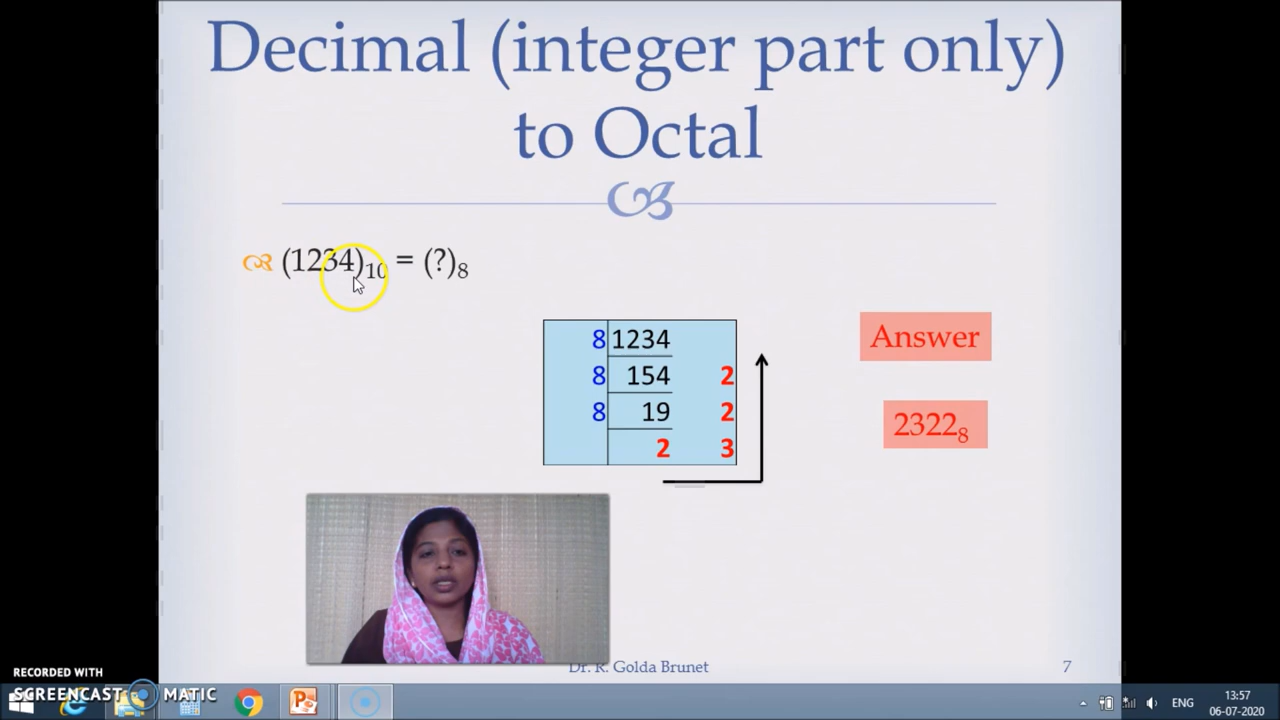 Decimal (integer part only)
to Octal
(1234)10 = (?)8
8 1234
8 154 2
8 19 2
2 3
Answer
23228
Dr. R. Golda Brunet
7
RECORDED WITH
SCREENCAST MATIC
ENG
13:57
06-07-2020